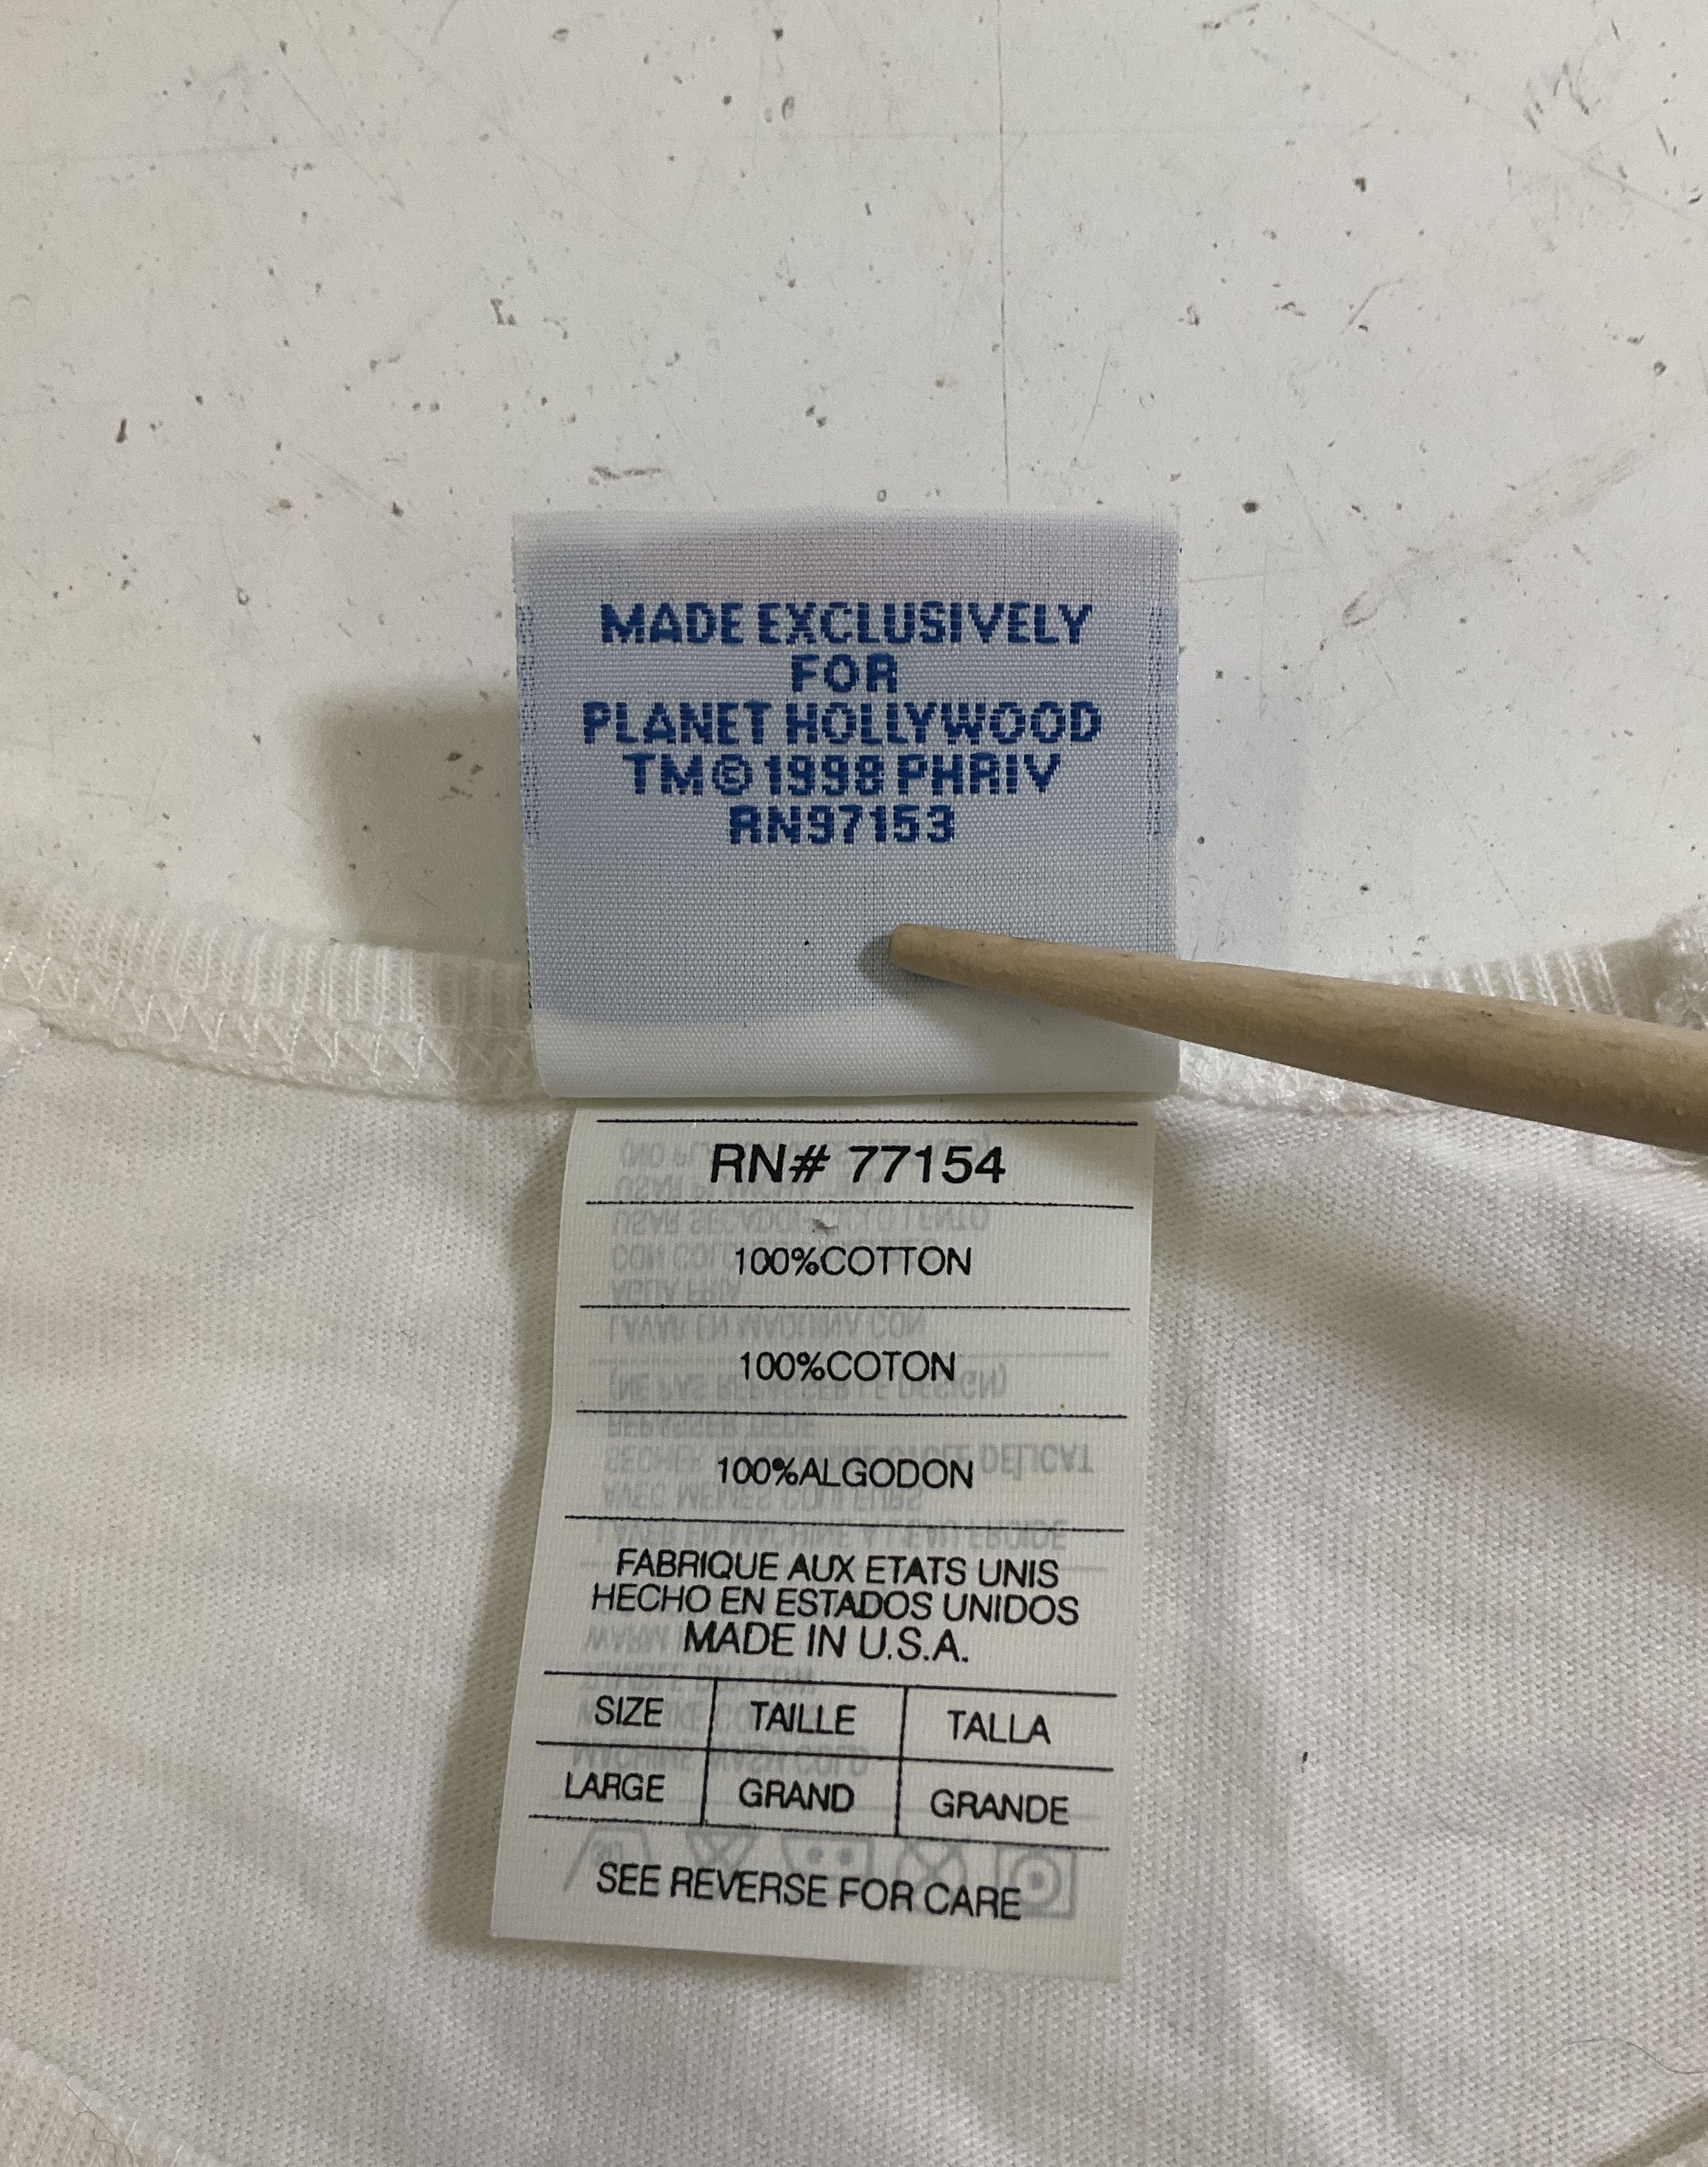 MADE EXCLUSIVELY
FOR
PLANET HOLLYWOOD
TM © 1998 PHRIV
RN97153
RN# 77154
100%COTTON
100%COTON
100%ALGODON
FABRIQUE AUX ETATS UNIS
HECHO EN ESTADOS UNIDOS
MADE IN U.S.A.
SIZE TAILLE TALLA
LARGE GRAND GRANDE
SEE REVERSE FOR CARE